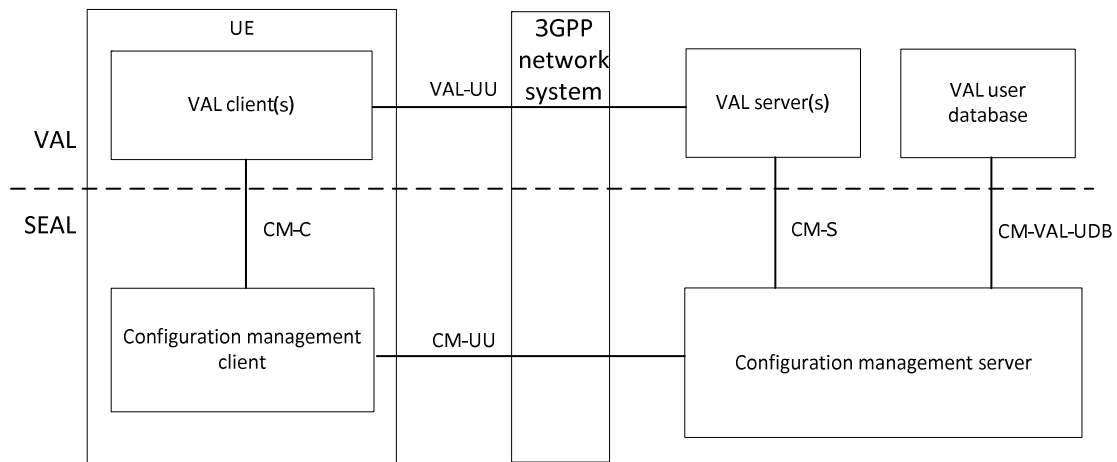 UE
3GPP
network
system
VAL client(s)
VAL-UU
VAL server(s)
VAL user
database
VAL
SEAL
CM-C
CM-S
CM-VAL-UDB
Configuration management
client
CM-UU
Configuration management server